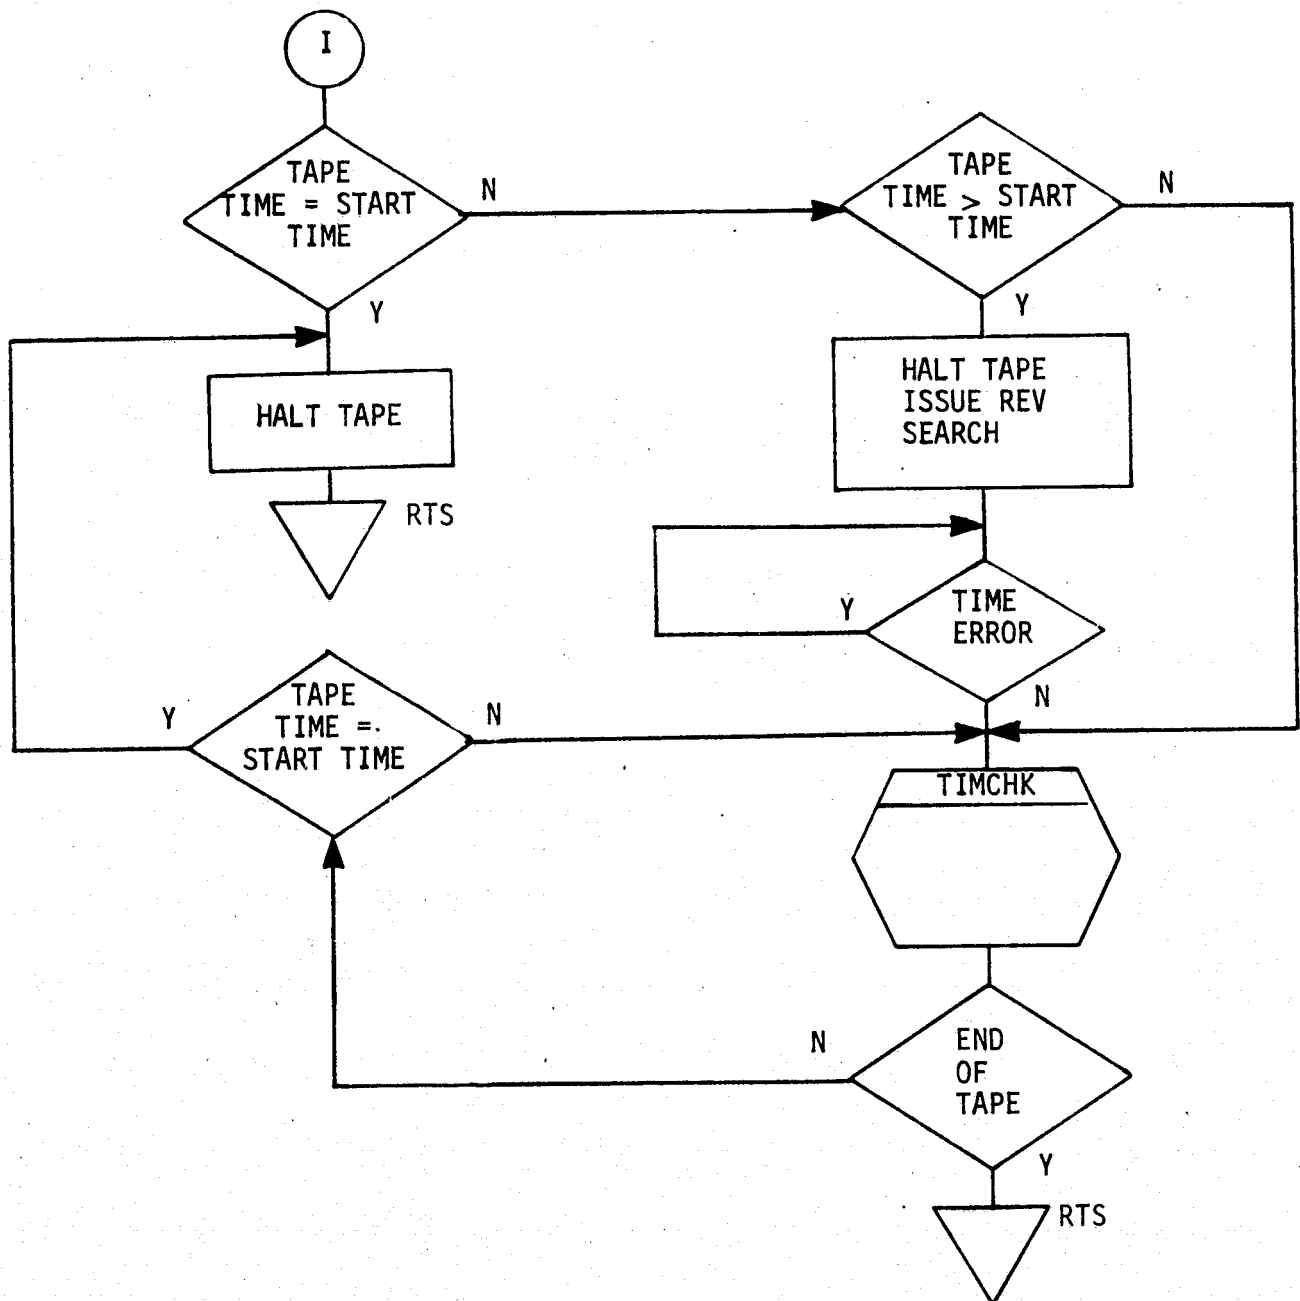 I
TAPE
TIME = START
TIME
N
Y
TAPE
TIME > START
TIME
N
Y
HALT TAPE
HALT TAPE
ISSUE REV
SEARCH
RTS
TIME
ERROR
Y
N
TAPE
TIME =
START TIME
Y
N
TIMCHK
END
OF
TAPE
N
Y
RTS